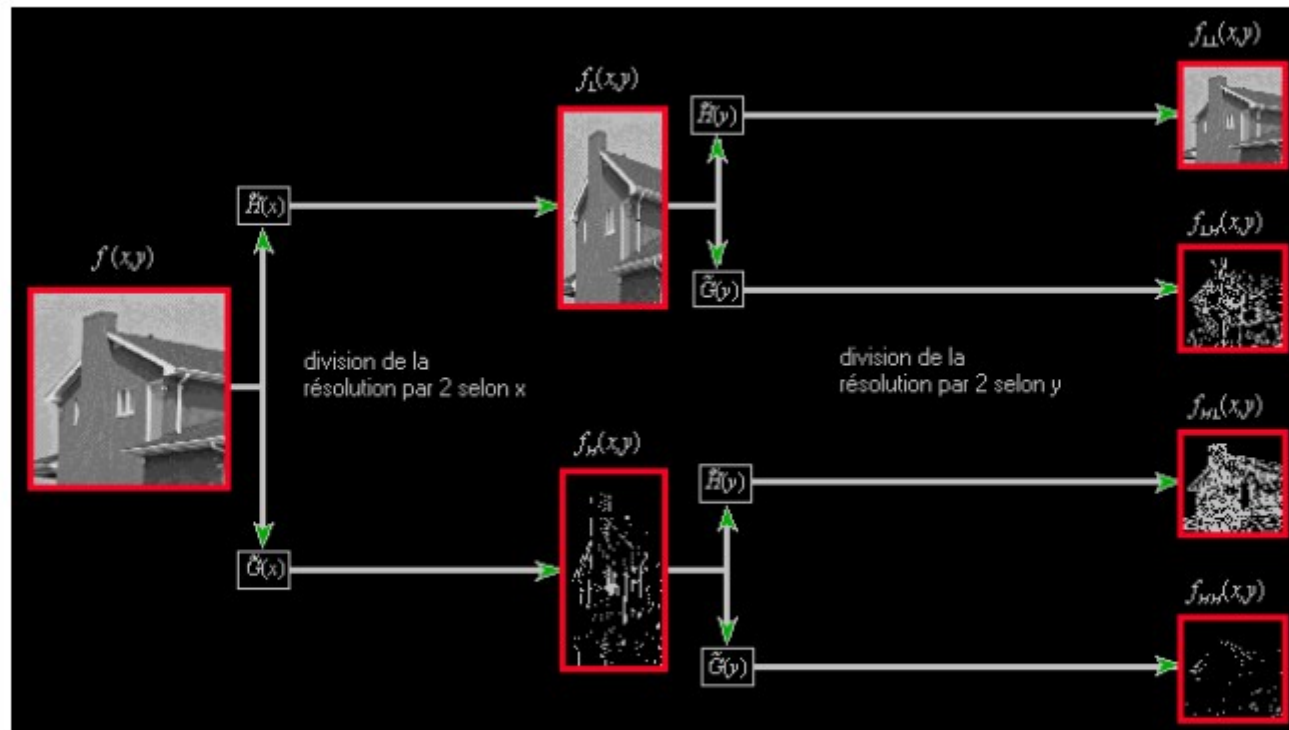 f(x,y)
H̃(x)
G̃(x)
division de la
résolution par 2 selon x
f_L(x,y)
f_H(x,y)
H̃(y)
G̃(y)
H̃(y)
G̃(y)
division de la
résolution par 2 selon y
f_LL(x,y)
f_LH(x,y)
f_HL(x,y)
f_HH(x,y)